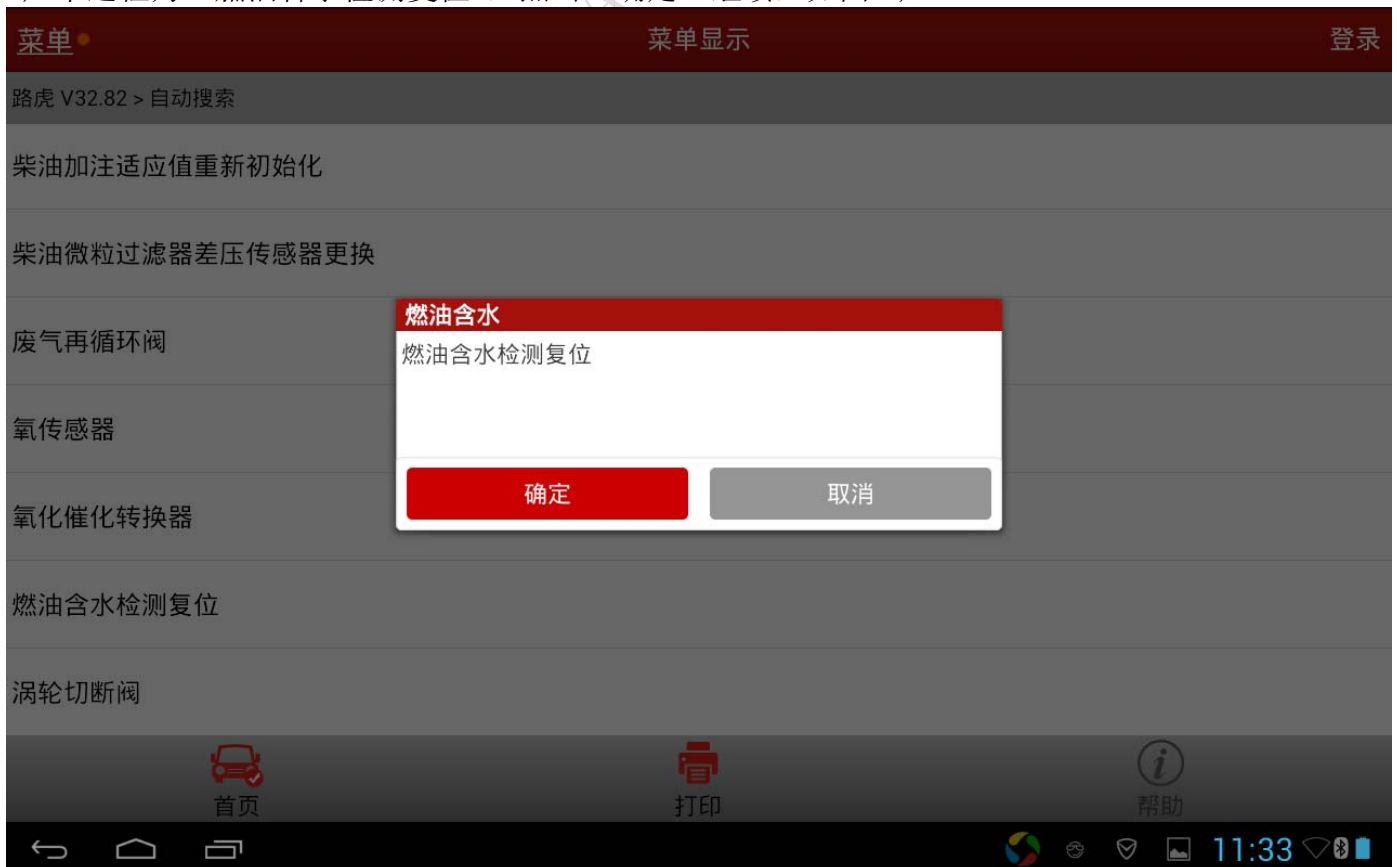 菜单
菜单显示
登录
路虎 V32.82 > 自动搜索
柴油加注适应值重新初始化
柴油微粒过滤器差压传感器更换
废气再循环阀
氧传感器
氧化催化转换器
燃油含水检测复位
涡轮切断阀
燃油含水
燃油含水检测复位
确定
取消
首页
打印
帮助
11:33